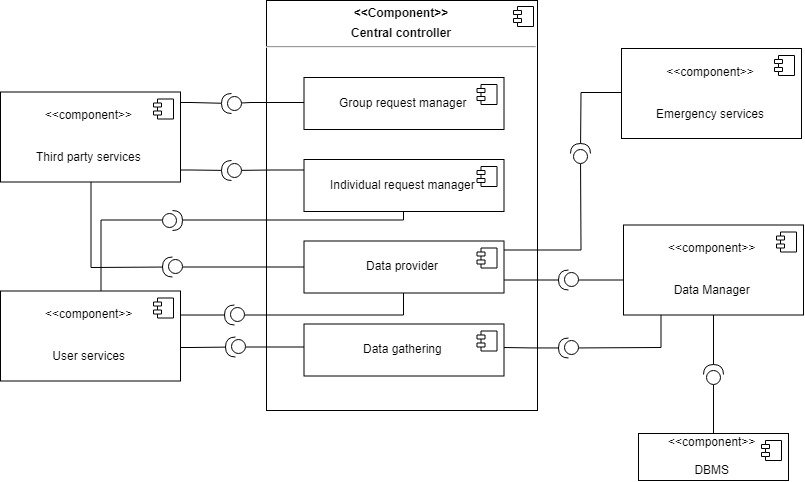 <<Component>>
Central controller
<<component>>
Emergency services
Group request manager
<<component>>
Third party services
Individual request manager
<<component>>
Data Manager
Data provider
<<component>>
User services
Data gathering
<<component>>
DBMS